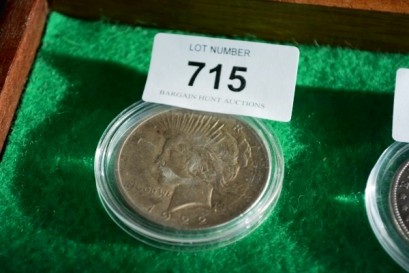 LOT NUMBER
715
BARGAIN HUNT AUCTIONS